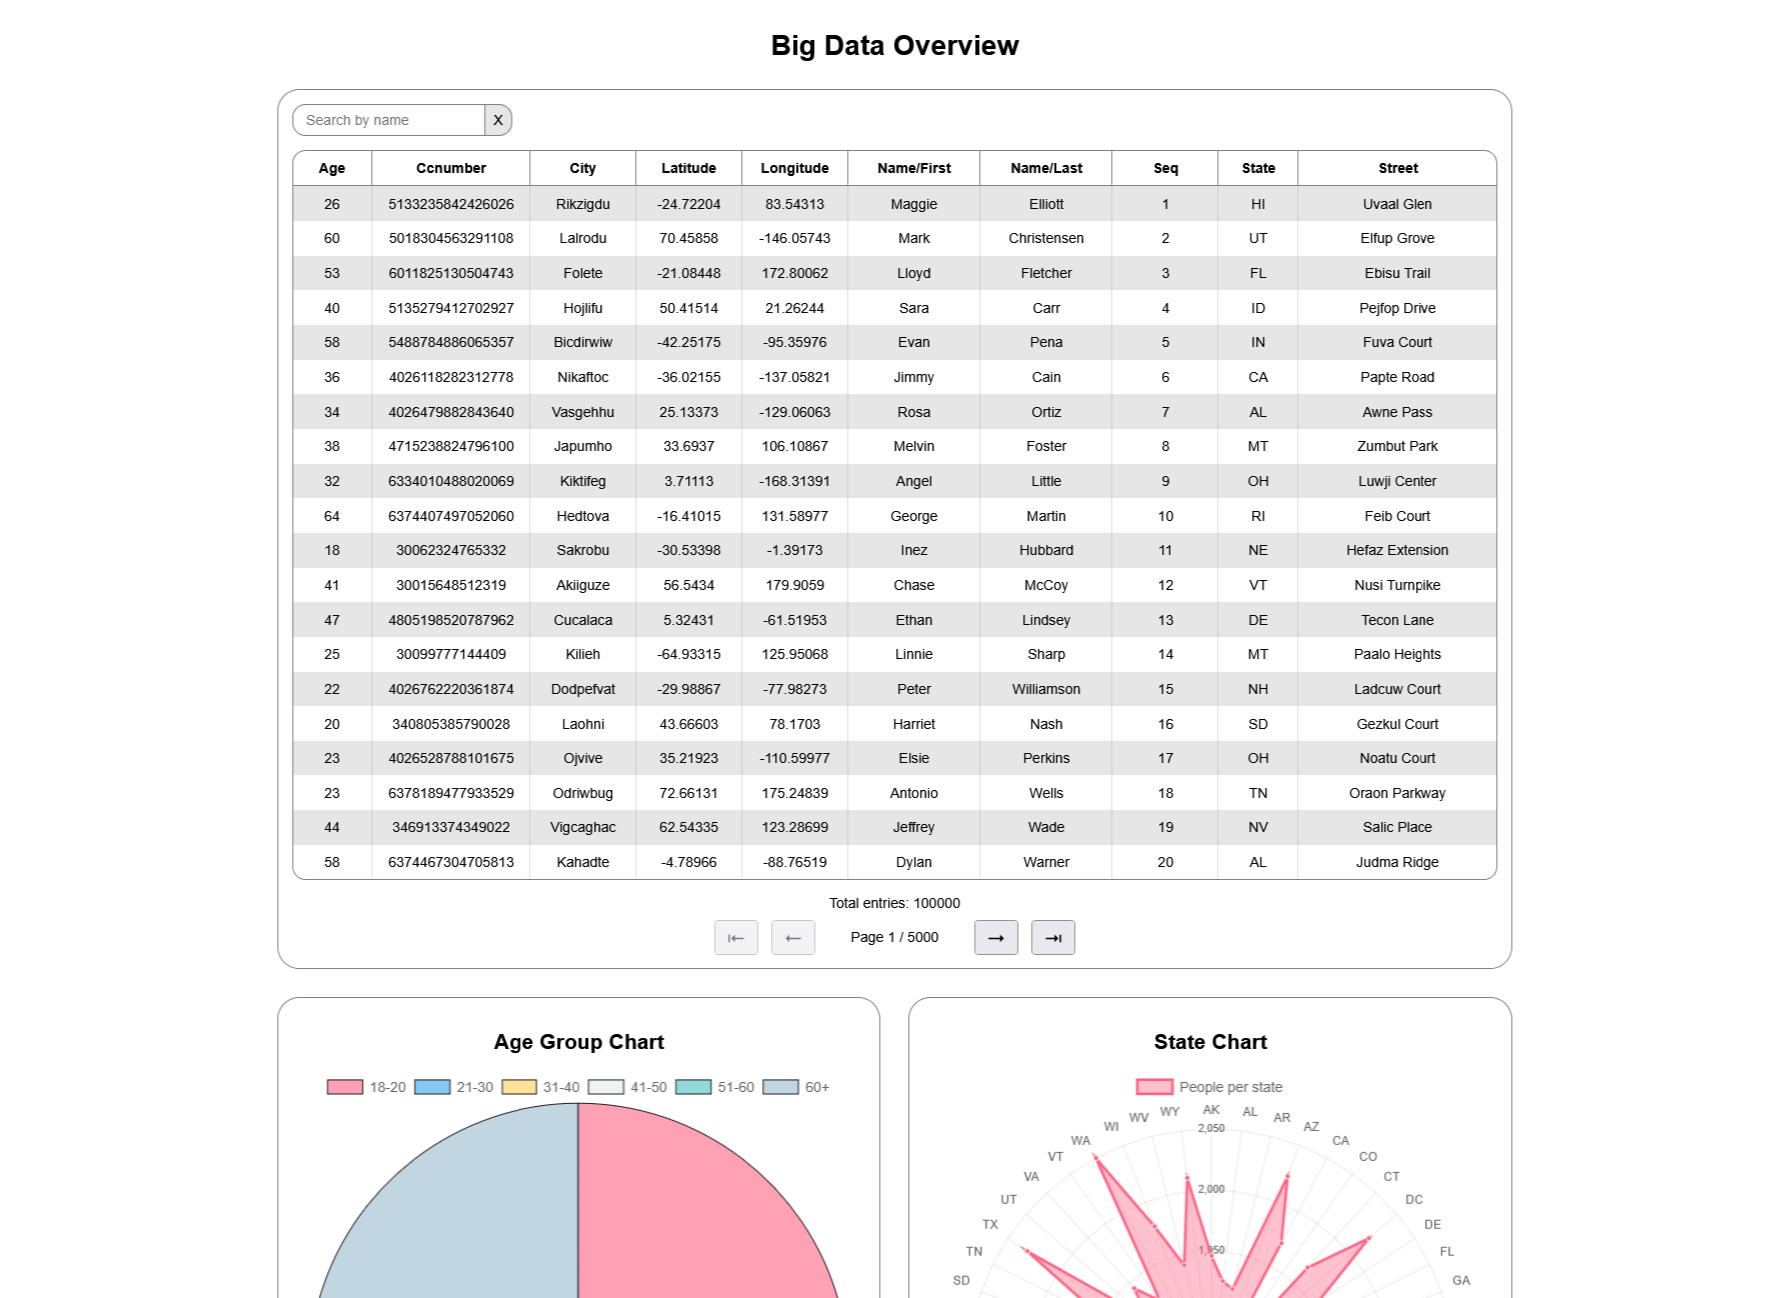 Big Data Overview
Search by name X
Age Ccnumber City Latitude Longitude Name/First Name/Last Seq State Street
26 5133235842426026 Rikzigdu -24.72204 83.54313 Maggie Elliott 1 HI Uvaal Glen
60 5018304563291108 Lalrodu 70.45858 -146.05743 Mark Christensen 2 UT Elfup Grove
53 6011825130504743 Folete -21.08448 172.80062 Lloyd Fletcher 3 FL Ebisu Trail
40 5135279412702927 Hojlifu 50.41514 21.26244 Sara Carr 4 ID Pejfop Drive
58 5488784886065357 Bicdirwiw -42.25175 -95.35976 Evan Pena 5 IN Fuva Court
36 4026118282312778 Nikaftoc -36.02155 -137.05821 Jimmy Cain 6 CA Papte Road
34 4026479882843640 Vasgehhu 25.13373 -129.06063 Rosa Ortiz 7 AL Awne Pass
38 4715238824796100 Japumho 33.6937 106.10867 Melvin Foster 8 MT Zumbut Park
32 6334010488020069 Kiktifeg 3.71113 -168.31391 Angel Little 9 OH Luwji Center
64 6374407497052060 Hedtova -16.41015 131.58977 George Martin 10 RI Feib Court
18 30062324765332 Sakrobu -30.53398 -1.39173 Inez Hubbard 11 NE Hefaz Extension
41 30015648512319 Akiiguze 56.5434 179.9059 Chase McCoy 12 VT Nusi Turnpike
47 4805198520787962 Cucalaca 5.32431 -61.51953 Ethan Lindsey 13 DE Tecon Lane
25 30099777144409 Kilieh -64.93315 125.95068 Linnie Sharp 14 MT Paalo Heights
22 4026762220361874 Dodpefvat -29.98867 -77.98273 Peter Williamson 15 NH Ladcuw Court
20 340805385790028 Laohni 43.66603 78.1703 Harriet Nash 16 SD Gezkul Court
23 4026528788101675 Ojvive 35.21923 -110.59977 Elsie Perkins 17 OH Noatu Court
23 6378189477933529 Odriwbug 72.66131 175.24839 Antonio Wells 18 TN Oraon Parkway
44 346913374349022 Vigcaghac 62.54335 123.28699 Jeffrey Wade 19 NV Salic Place
58 6374467304705813 Kahadte -4.78966 -88.76519 Dylan Warner 20 AL Judma Ridge
Total entries: 100000
Page 1 / 5000
Age Group Chart
18-20 21-30 31-40 41-50 51-60 60+
State Chart
People per state
AK AL AR AZ CA CO CT DC DE FL GA
SD TN TX UT VA VT WA WI WV WY
2,050
2,000
1,950